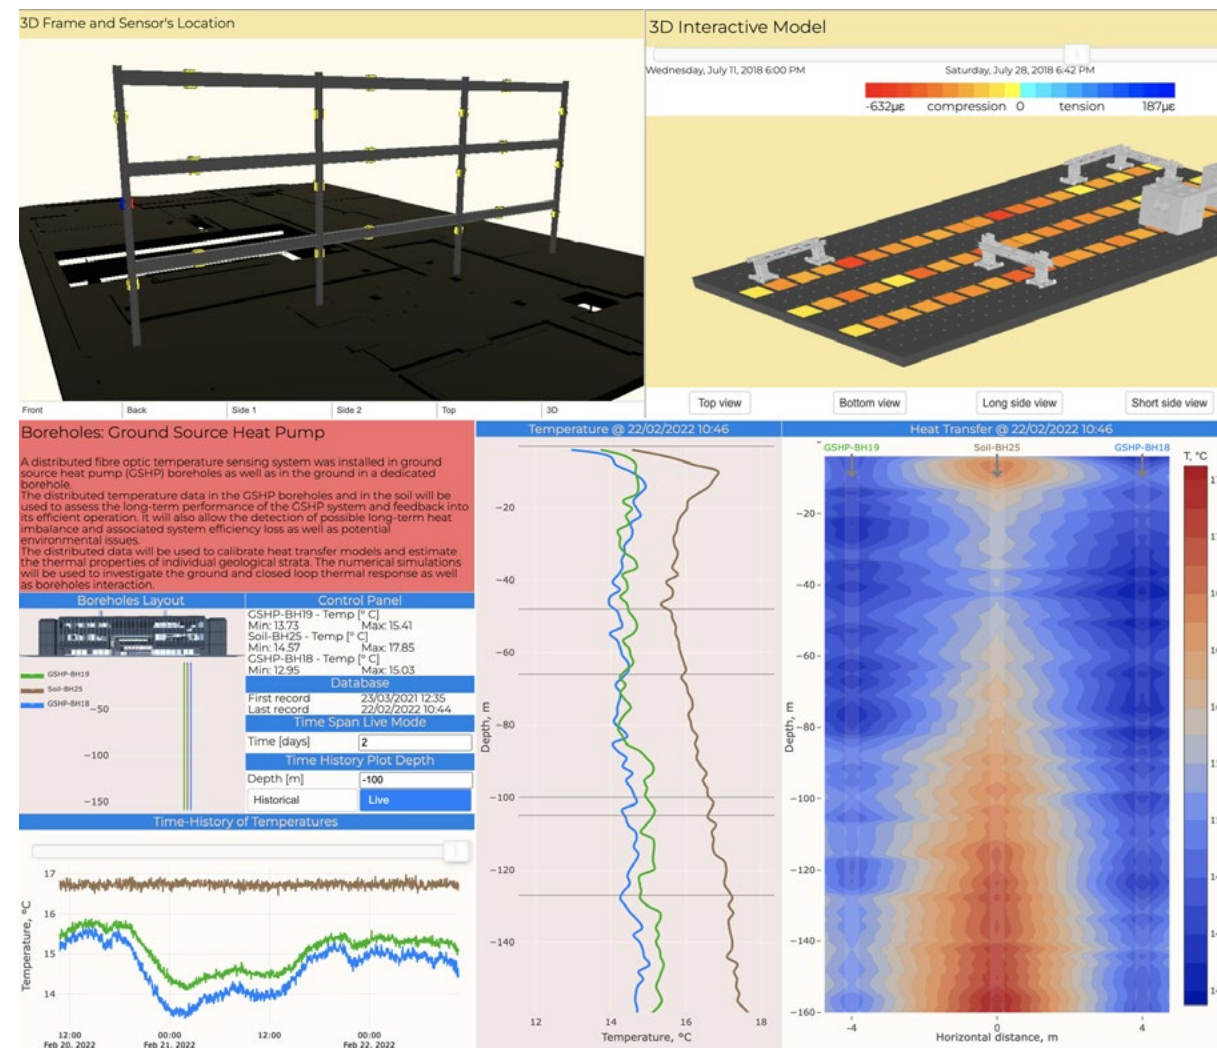 3D Frame and Sensor's Location
Front Back Side 1 Side 2 Top 3D
3D Interactive Model
Wednesday, July 11, 2018 6:00 PM Saturday, July 28, 2018 6:42 PM
-632με compression 0 tension 187με
Top view Bottom view Long side view Short side view
Boreholes: Ground Source Heat Pump
A distributed fibre optic temperature sensing system was installed in ground
source heat pump (GSHP) boreholes as well as in the ground in a dedicated
borehole.
The distributed temperature data in the GSHP boreholes and in the soil will be
used to assess the long-term performance of the GSHP system and feedback into
its efficient operation. it will also allow the detection of possible long-term heat
imbalance and associated system efficiency loss as well as potential
environmental issues.
The distributed data will be used to calibrate heat transfer models and estimate
the thermal properties of individual geological strata. The numerical simulations
will be used to investigate the ground and closed loop thermal response as well
as boreholes interaction.
Boreholes Layout
GSHP-BH19
Soil-BH25
GSHP-BH18
−50
−100
−150
Control Panel
GSHP-BH19 - Temp [° C]
Min: 13.73 Max: 15.41
Soil-BH25 - Temp [° C]
Min: 14.57 Max: 17.85
GSHP-BH18 - Temp [° C]
Min: 12.95 Max: 15.03
Database
First record 23/03/2021 12:35
Last record 22/02/2022 10:44
Time Span Live Mode
Time [days] 2
Time History Plot Depth
Depth [m] -100
Historical Live
Time-History of Temperatures
17
16
15
14
Temperature, °C
12:00 00:00 12:00 00:00
Feb 20, 2022 Feb 21, 2022 Feb 22, 2022
Temperature @ 22/02/2022 10:46
−20
−40
−60
−80
−100
−120
−140
Depth, m
12 14 16 18
Temperature, °C
Heat Transfer @ 22/02/2022 10:46
GSHP-BH19 Soil-BH25 GSHP-BH18
T, °C
−20
−40
−60
−80
−100
−120
−140
−160
Depth, m
-4 0 4
Horizontal distance, m